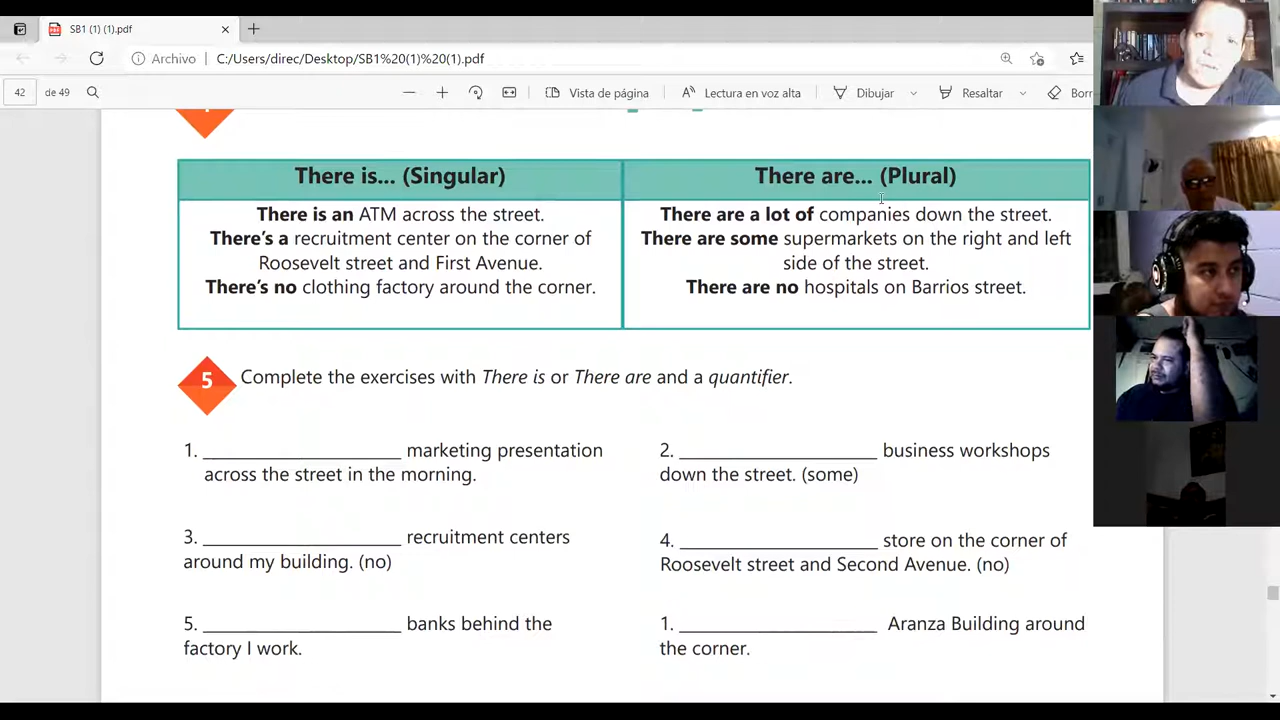 SB1 (1) (1).pdf
Archivo
C:/Users/direc/Desktop/SB1%20(1)%20(1).pdf
42
de 49
Vista de página
Lectura en voz alta
Dibujar
Resaltar
Borr
There is... (Singular)
There are... (Plural)
There is an ATM across the street.
There's a recruitment center on the corner of
Roosevelt street and First Avenue.
There's no clothing factory around the corner.
There are a lot of companies down the street.
There are some supermarkets on the right and left
side of the street.
There are no hospitals on Barrios street.
5
Complete the exercises with There is or There are and a quantifier.
1. ____________________ marketing presentation
across the street in the morning.
2. ____________________ business workshops
down the street. (some)
3. ____________________ recruitment centers
around my building. (no)
4. ____________________ store on the corner of
Roosevelt street and Second Avenue. (no)
5. ____________________ banks behind the
factory I work.
1. ____________________ Aranza Building around
the corner.